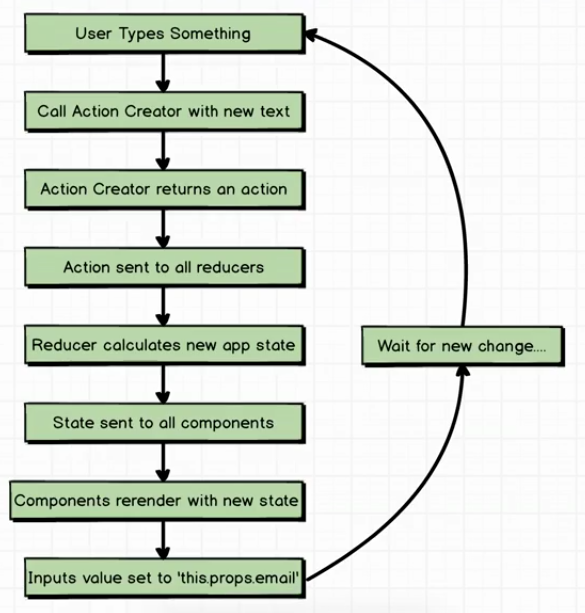 User Types Something
Call Action Creator with new text
Action Creator returns an action
Action sent to all reducers
Reducer calculates new app state
Wait for new change....
State sent to all components
Components rerender with new state
Inputs value set to 'this.props.email'